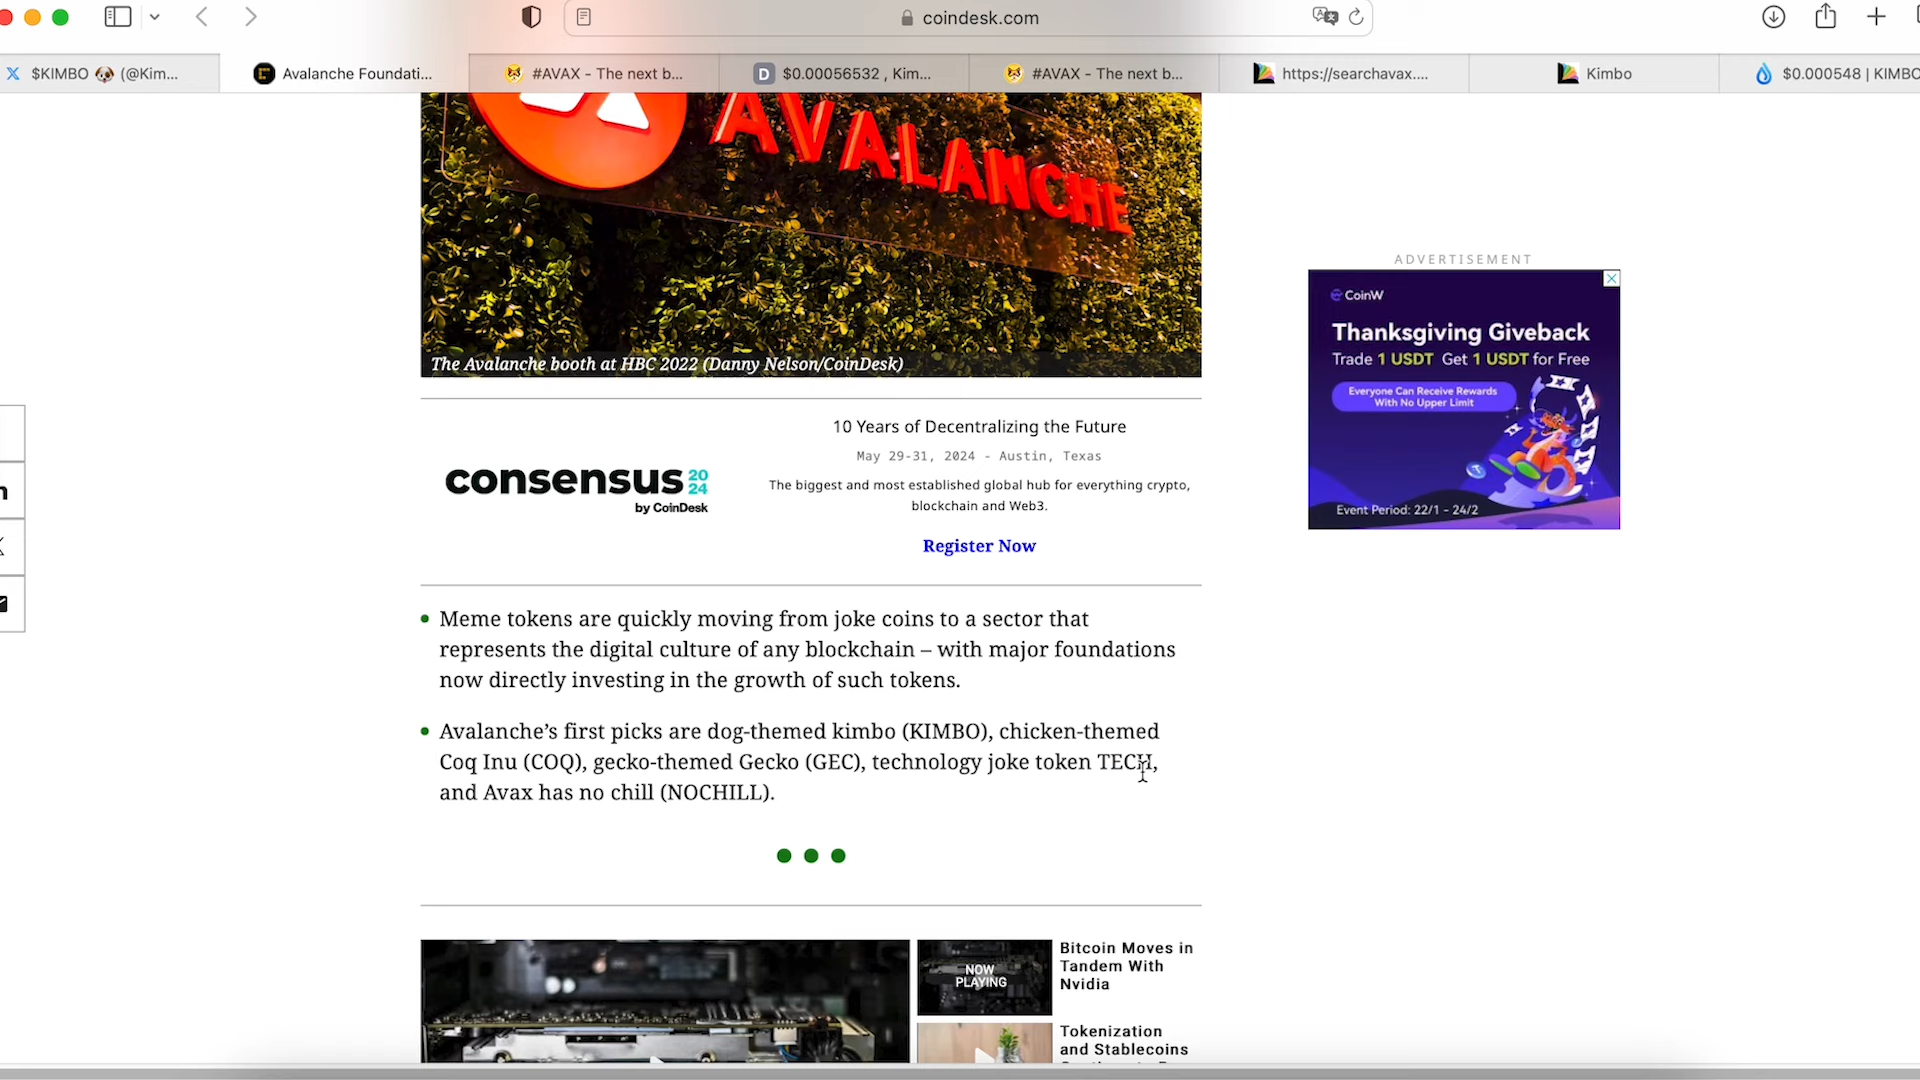 coindesk.com
$KIMBO 🐶 (@Kim...
Avalanche Foundati...
#AVAX - The next b...
$0.00056532 , Kim...
#AVAX - The next b...
https://searchavax....
Kimbo
$0.000548 | KIMBO
AVALANCHE
The Avalanche booth at HBC 2022 (Danny Nelson/CoinDesk)
ADVERTISEMENT
CoinW
Thanksgiving Giveback
Trade 1 USDT Get 1 USDT for Free
Everyone Can Receive Rewards
With No Upper Limit
Event Period: 22/1 - 24/2
consensus 2024
by CoinDesk
10 Years of Decentralizing the Future
May 29-31, 2024 - Austin, Texas
The biggest and most established global hub for everything crypto,
blockchain and Web3.
Register Now
Meme tokens are quickly moving from joke coins to a sector that
represents the digital culture of any blockchain – with major foundations
now directly investing in the growth of such tokens.
Avalanche’s first picks are dog-themed kimbo (KIMBO), chicken-themed
Coq Inu (COQ), gecko-themed Gecko (GEC), technology joke token TECH,
and Avax has no chill (NOCHILL).
NOW
PLAYING
Bitcoin Moves in
Tandem With
Nvidia
Tokenization
and Stablecoins